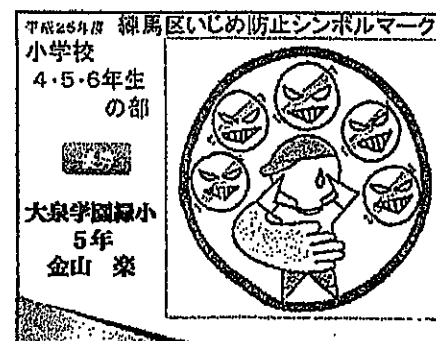 平成25年度 練馬区いじめ防止シンボルマーク
小学校
4・5・6年生
の部
大泉学園緑小
5年
金山 楽